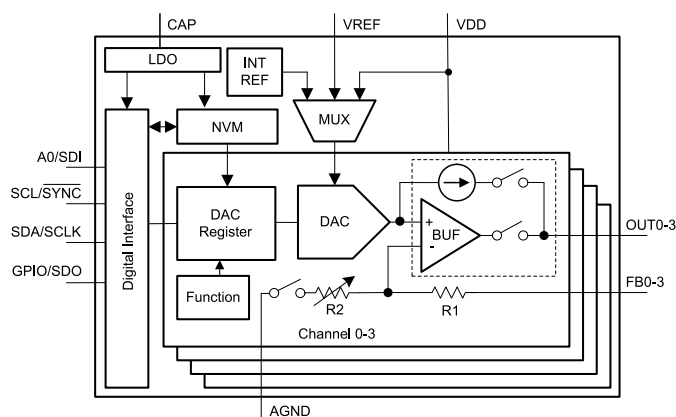 CAP
VREF
VDD
LDO
INT
REF
MUX
NVM
A0/SDI
SCL/SYNC
SDA/SCLK
GPIO/SDO
Digital Interface
DAC
Register
DAC
+
BUF
-
OUT0-3
Function
R2
R1
FB0-3
Channel 0-3
AGND